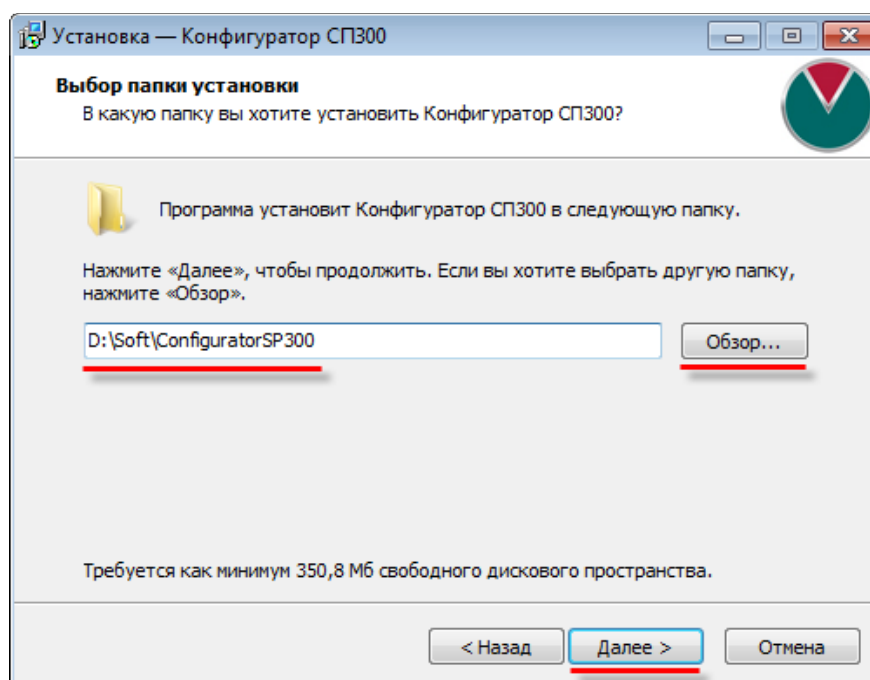 Установка — Конфигуратор СП300
Выбор папки установки
В какую папку вы хотите установить Конфигуратор СП300?
Программа установит Конфигуратор СП300 в следующую папку.
Нажмите «Далее», чтобы продолжить. Если вы хотите выбрать другую папку,
нажмите «Обзор».
D:\Soft\ConfiguratorSP300
Обзор...
Требуется как минимум 350,8 Мб свободного дискового пространства.
< Назад
Далее >
Отмена